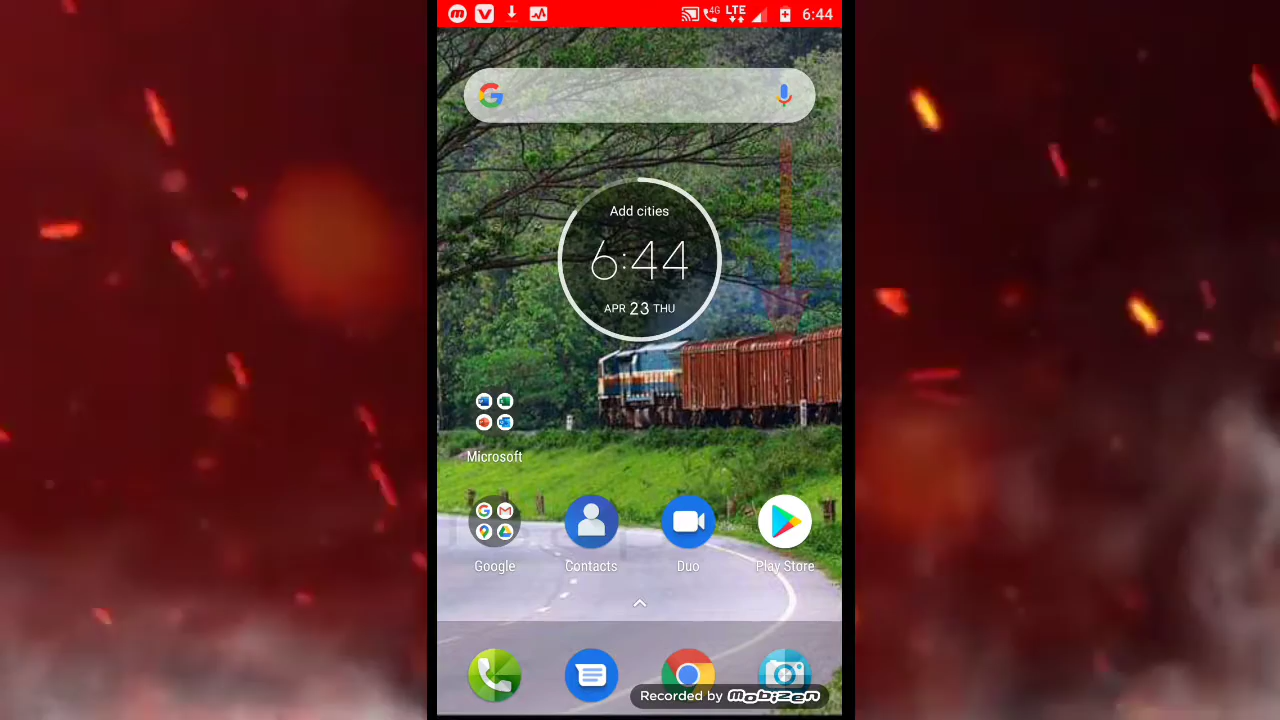 4G LTE 6:44
Add cities
6:44
APR 23 THU
Microsoft
Google Contacts Duo Play Store
Recorded by mobizen